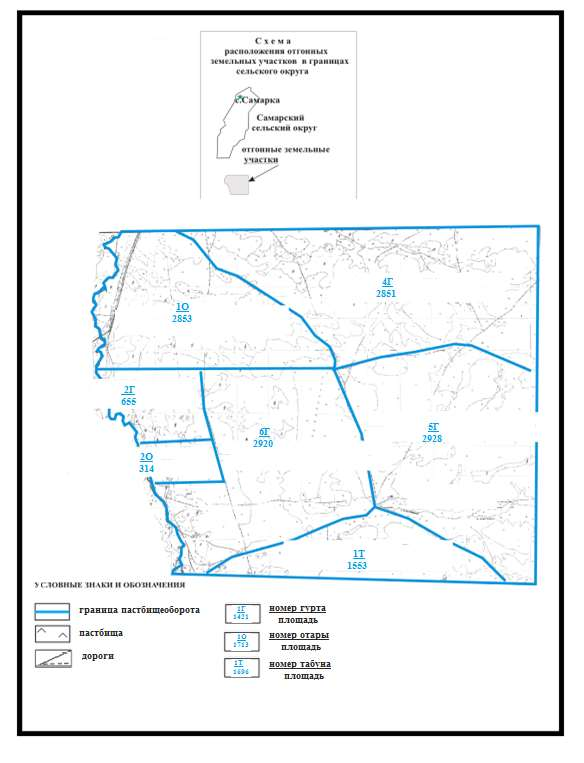 С х е м а
расположения отгонных
земельных участков в границах
сельского округа
с.Самарка
Самарский
сельский округ
отгонные земельные
участки
4Г
2851
1О
2853
2Г
655
6Г
2920
5Г
2928
2О
314
1Т
1553
УСЛОВНЫЕ ЗНАКИ И ОБОЗНАЧЕНИЯ
граница пастбищеоборота
пастбища
дороги
1Г
1421
номер гурта
площадь
1О
1713
номер отары
площадь
1Т
1696
номер табуна
площадь